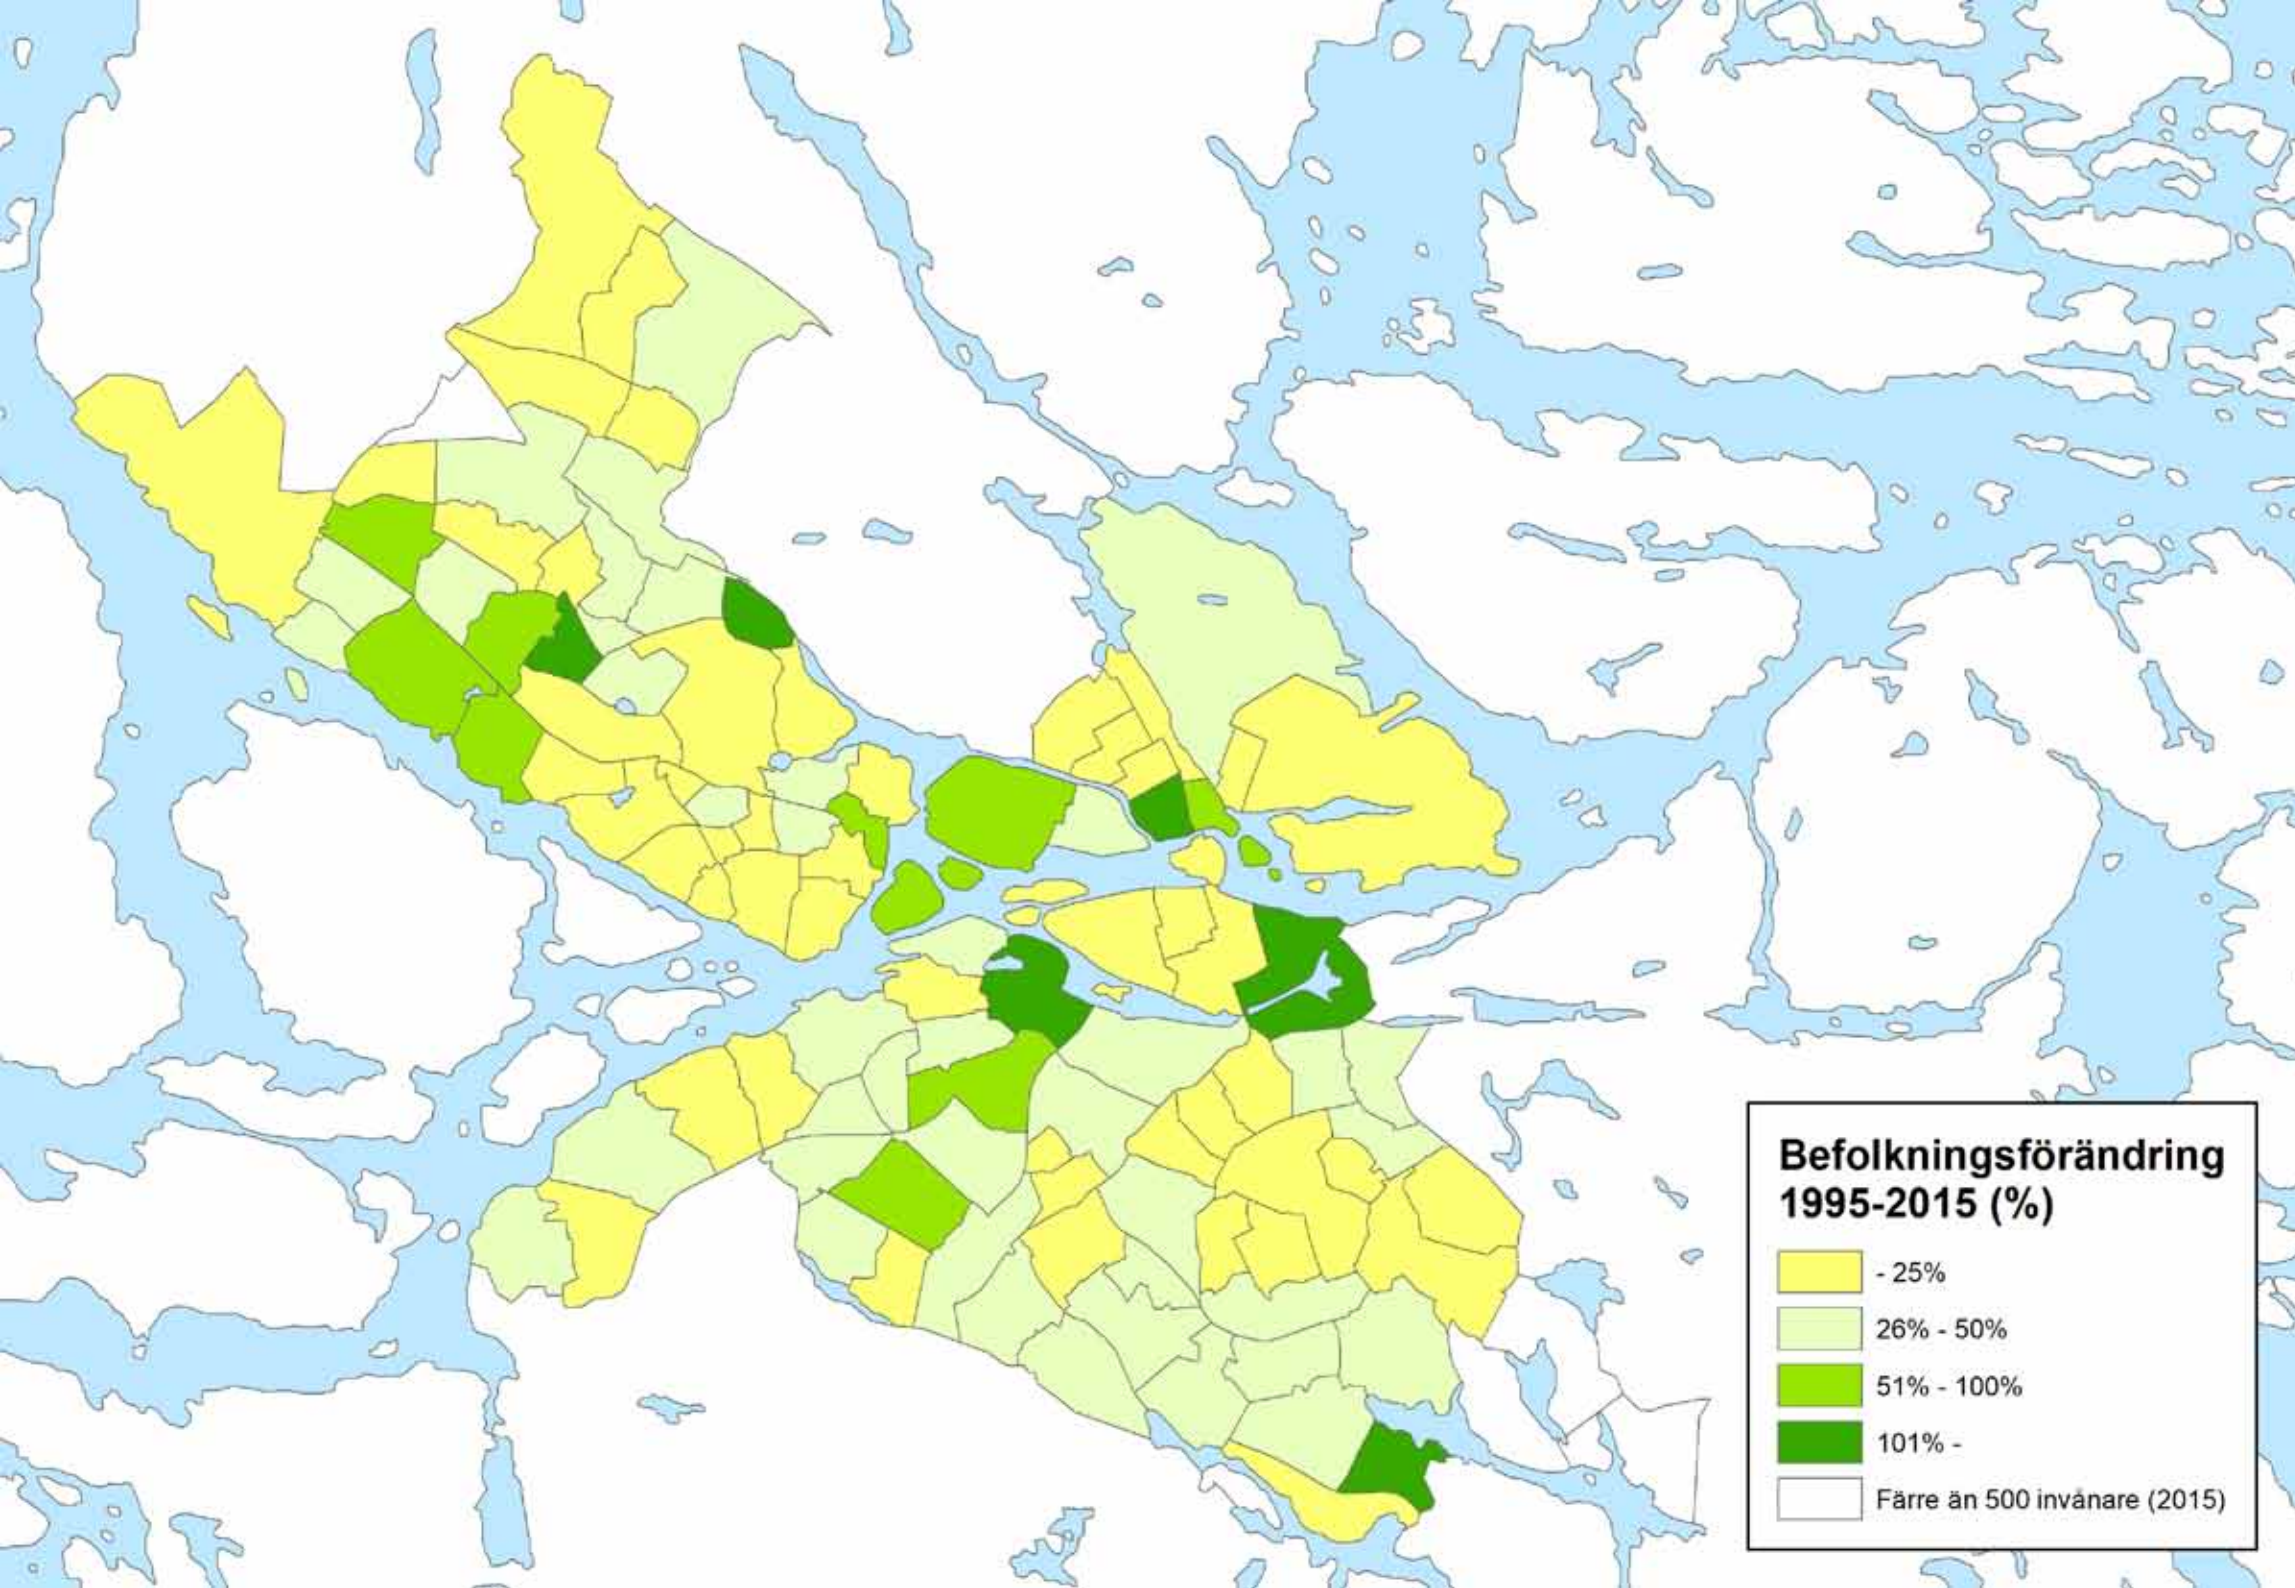 Befolkningsförändring
1995-2015 (%)
- 25%
26% - 50%
51% - 100%
101% -
Färre än 500 invånare (2015)